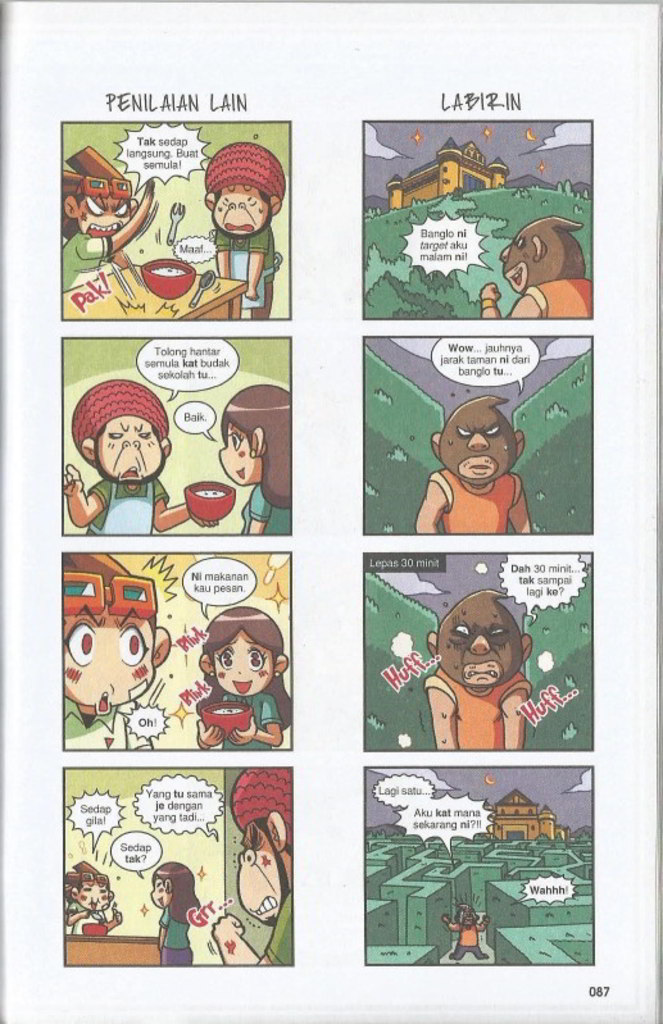 PENILAIAN LAIN
Tak sedap
langsung. Buat
semula!
Maaf...
Pak!
Tolong hantar
semula kat budak
sekolah tu...
Baik.
Ni makanan
kau pesan.
Blink
Blink
Oh!
Sedap
gila!
Yang tu sama
je dengan
yang tadi...
Sedap
tak?
Grr...
LABIRIN
Banglo ni
target aku
malam ni!
Wow... jauhnya
jarak taman ni dari
banglo tu...
Lepas 30 minit
Dah 30 minit...
tak sampai
lagi ke?
Huff...
Huff...
Lagi satu...
Aku kat mana
sekarang ni?!!
Wahhh!
087